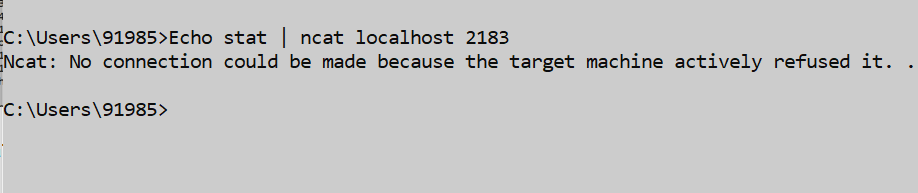 C:\Users\91985>Echo stat | ncat localhost 2183
Ncat: No connection could be made because the target machine actively refused it. .
C:\Users\91985>